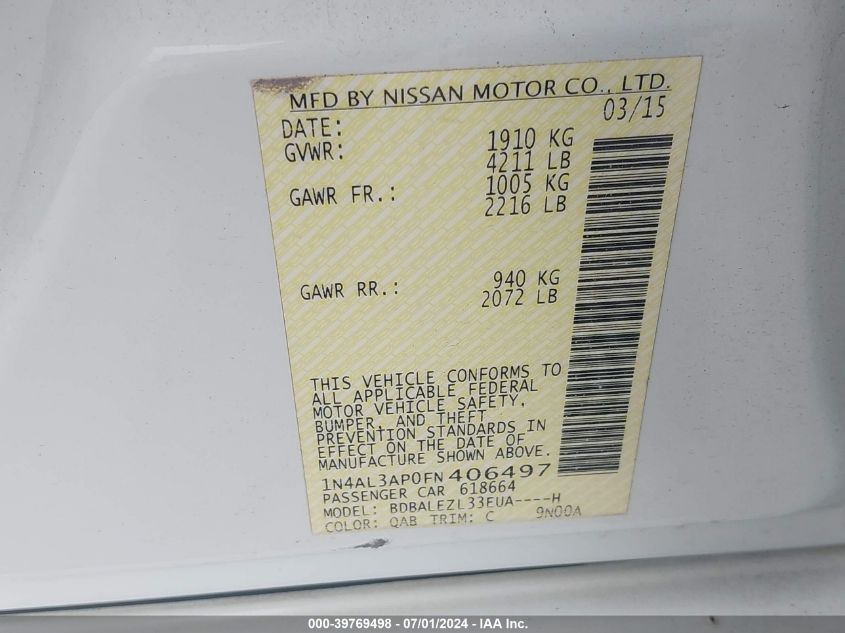 MFD BY NISSAN MOTOR CO., LTD.
DATE: 03/15
GVWR: 1910 KG
4211 LB
GAWR FR.: 1005 KG
2216 LB
GAWR RR.: 940 KG
2072 LB
THIS VEHICLE CONFORMS TO
ALL APPLICABLE FEDERAL
MOTOR VEHICLE SAFETY,
BUMPER, AND THEFT
PREVENTION STANDARDS IN
EFFECT ON THE DATE OF
MANUFACTURE SHOWN ABOVE.
1N4AL3AP0FN406497
PASSENGER CAR 618664
MODEL: BDBALEZL33EUA----H
COLOR: QAB TRIM: C 9N00A
000-39769498 - 07/01/2024 - IAA Inc.